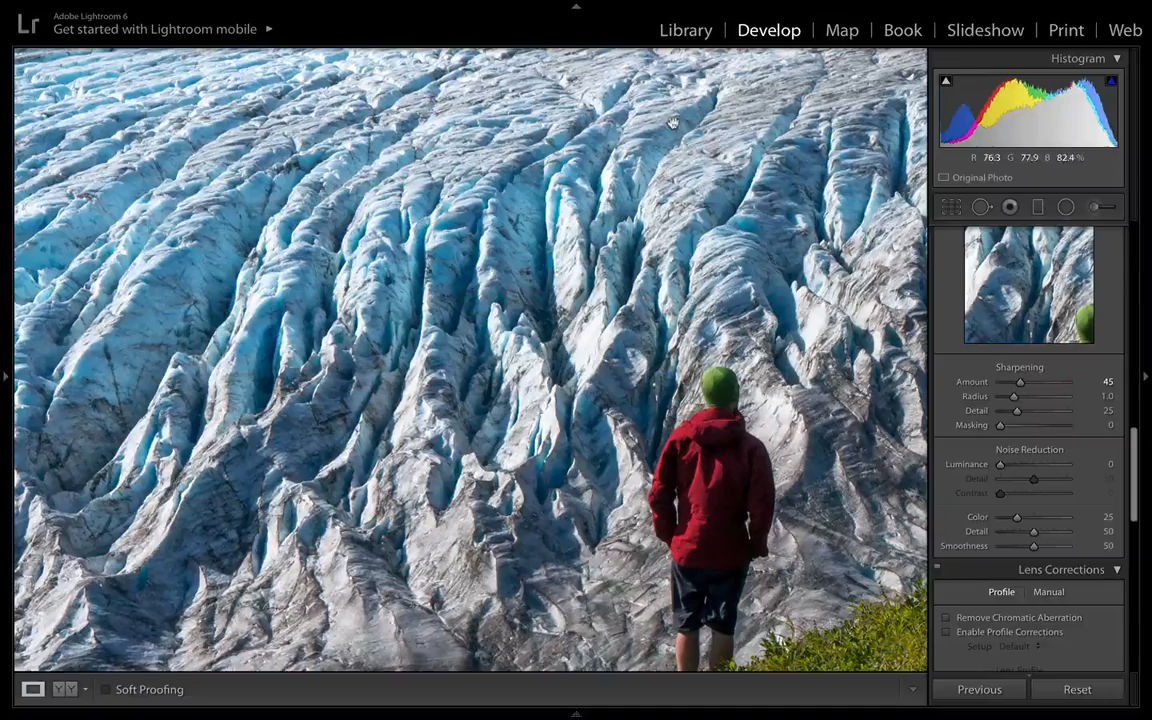 Lr
Adobe Lightroom 6
Get started with Lightroom mobile
Library | Develop | Map | Book | Slideshow | Print | Web
Histogram
R 76.3 G 77.9 B 82.4 %
Original Photo
Sharpening
Amount 45
Radius 1.0
Detail 25
Masking 0
Noise Reduction
Luminance 0
Detail
Contrast
Color 25
Detail 50
Smoothness 50
Lens Corrections
Profile | Manual
Remove Chromatic Aberration
Enable Profile Corrections
Setup Default
YY
Soft Proofing
Previous
Reset